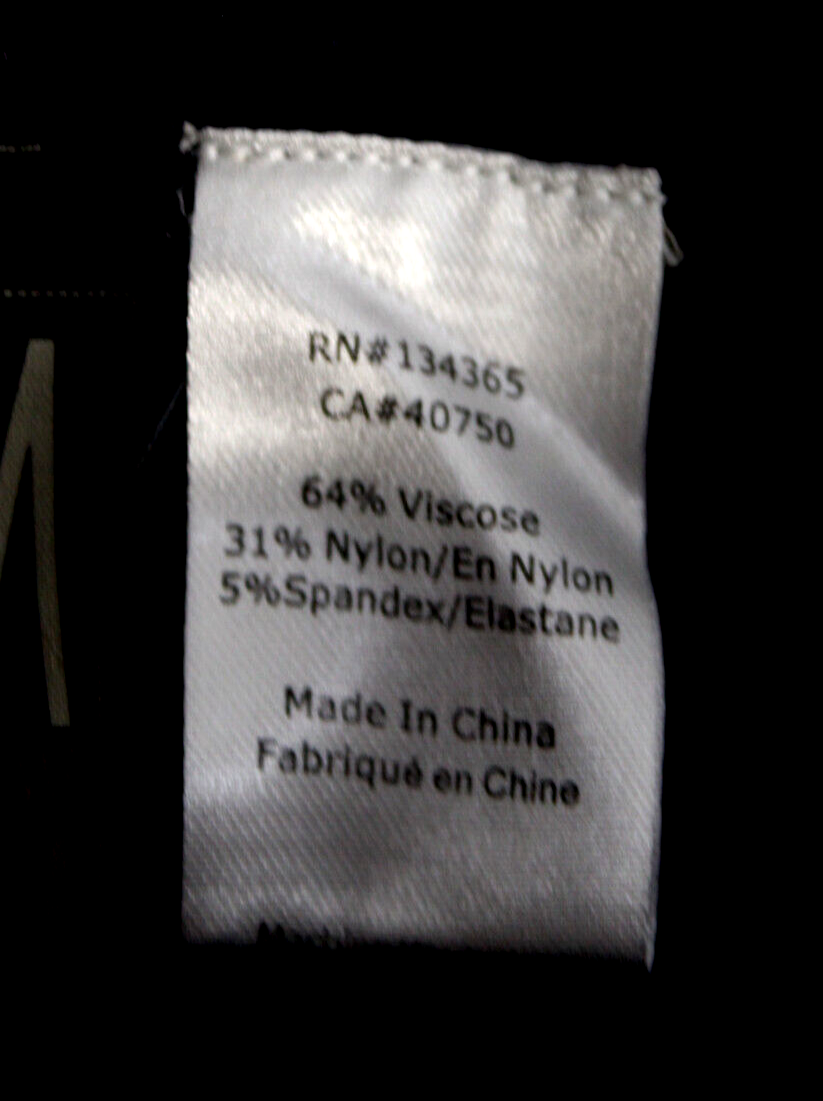 RN#134365
CA#40750
64% Viscose
31% Nylon/En Nylon
5%Spandex/Elastane
Made In China
Fabriqué en Chine
M